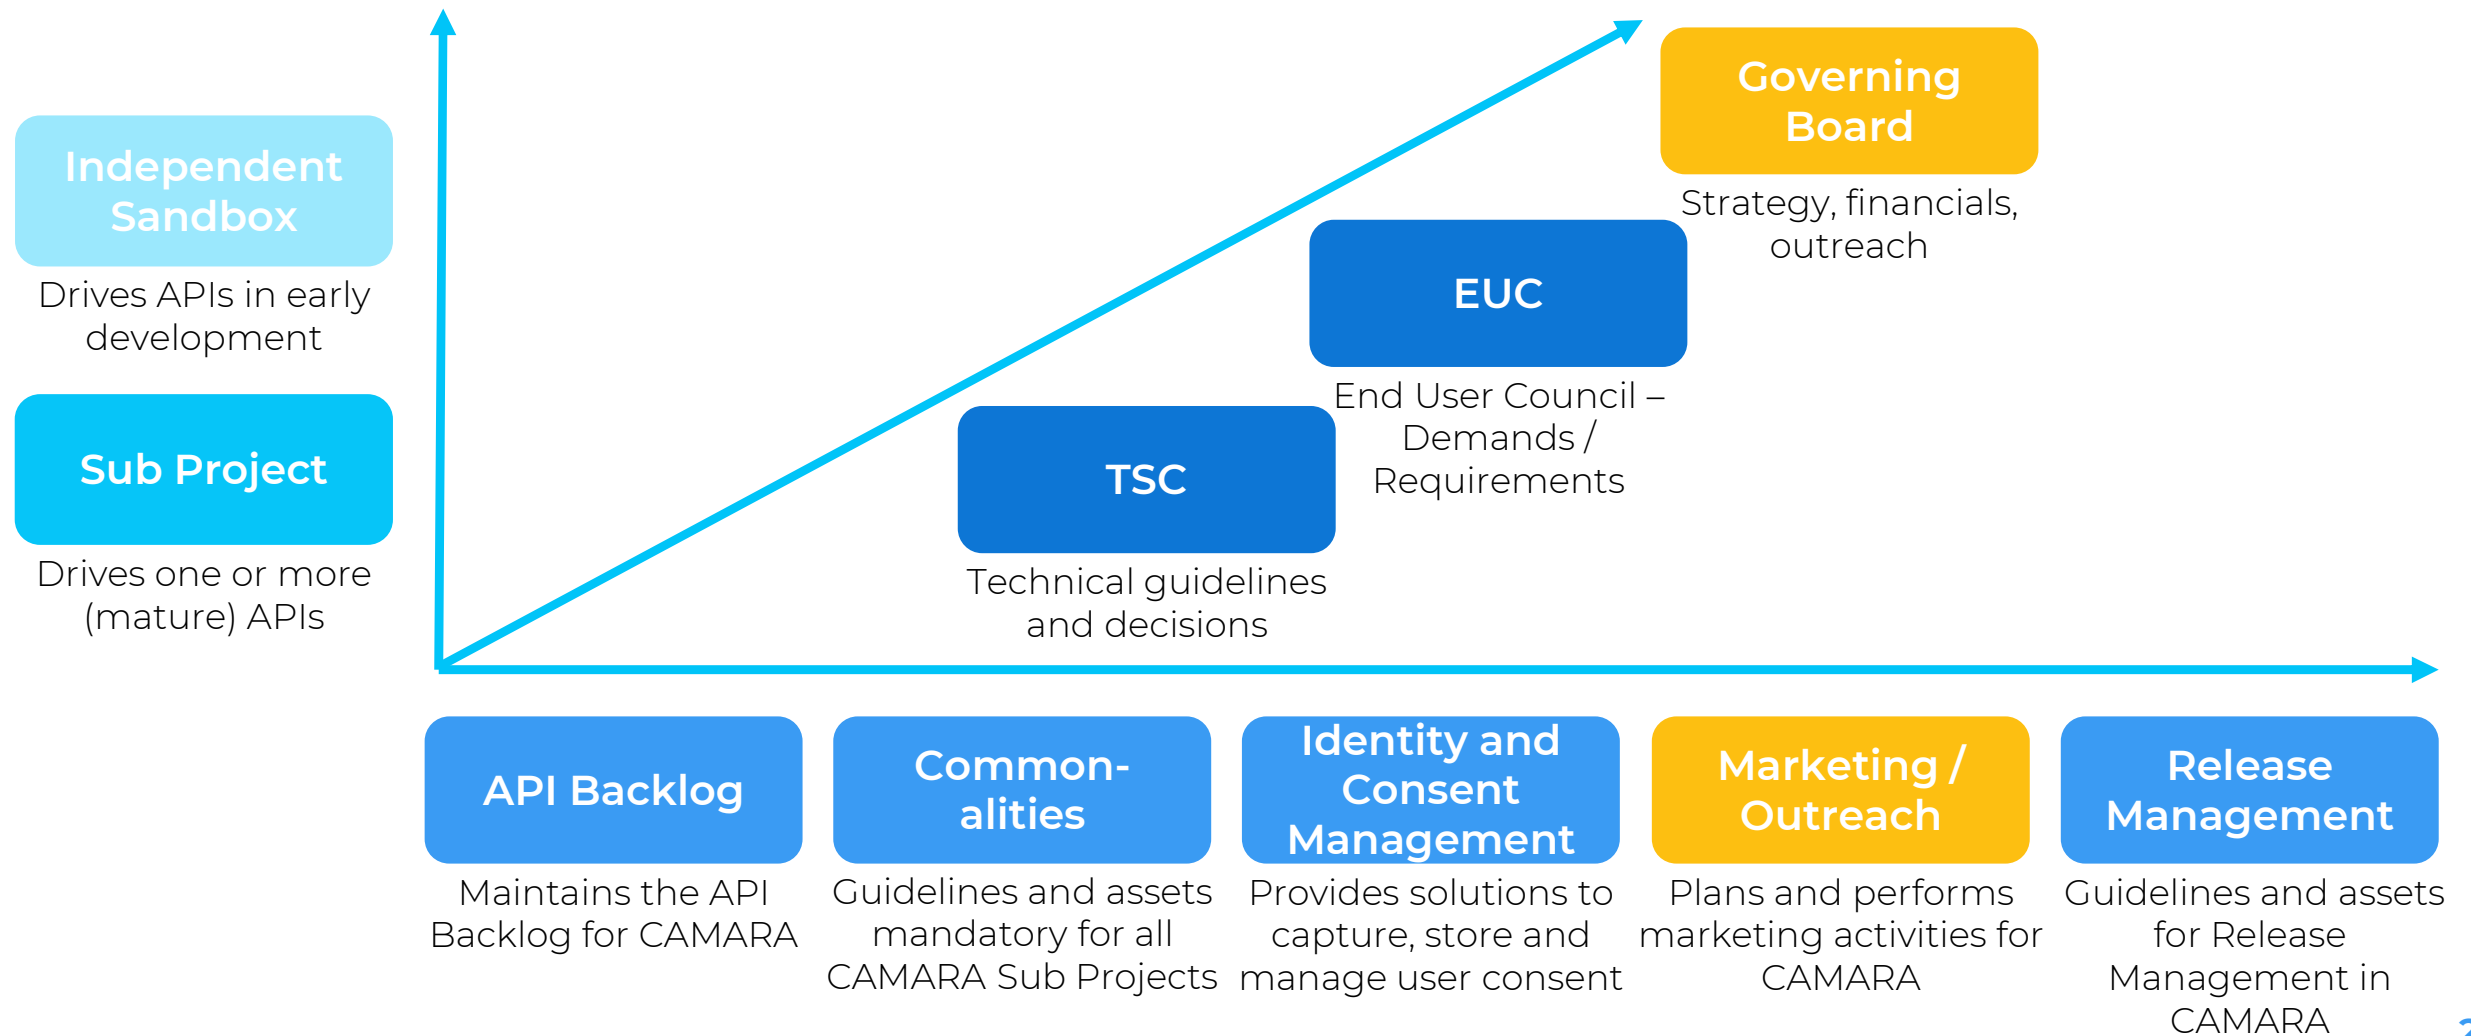 Governing
Board
Strategy, financials,
outreach
Independent
Sandbox
Drives APIs in early
development
EUC
End User Council –
Demands /
Requirements
Sub Project
Drives one or more
(mature) APIs
TSC
Technical guidelines
and decisions
API Backlog
Maintains the API
Backlog for CAMARA
Common-
alities
Guidelines and assets
mandatory for all
CAMARA Sub Projects
Identity and
Consent
Management
Provides solutions to
capture, store and
manage user consent
Marketing /
Outreach
Plans and performs
marketing activities for
CAMARA
Release
Management
Guidelines and assets
for Release
Management in
CAMARA